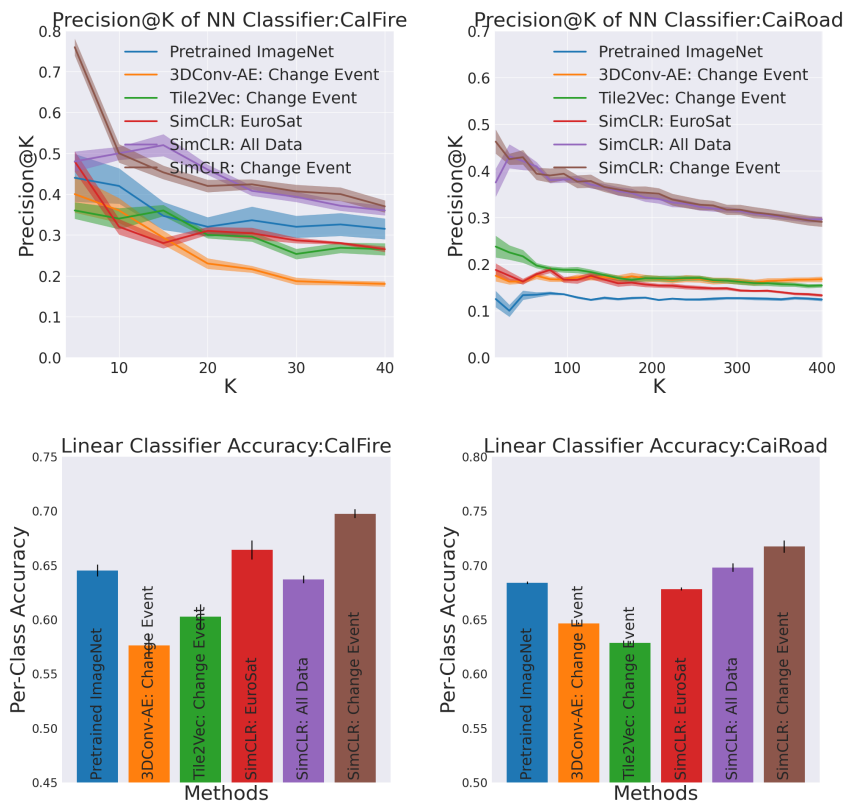 Precision@K of NN Classifier:CalFire
Precision@K
0.8
0.7
0.6
0.5
0.4
0.3
0.2
0.1
0.0
Pretrained ImageNet
3DConv-AE: Change Event
Tile2Vec: Change Event
SimCLR: EuroSat
SimCLR: All Data
SimCLR: Change Event
10 20 30 40
K
Precision@K of NN Classifier:CaiRoad
Precision@K
0.7
0.6
0.5
0.4
0.3
0.2
0.1
0.0
Pretrained ImageNet
3DConv-AE: Change Event
Tile2Vec: Change Event
SimCLR: EuroSat
SimCLR: All Data
SimCLR: Change Event
100 200 300 400
K
Linear Classifier Accuracy:CalFire
Per-Class Accuracy
0.75
0.70
0.65
0.60
0.55
0.50
0.45
Pretrained ImageNet
3DConv-AE: Change Event
Tile2Vec: Change Event
SimCLR: EuroSat
SimCLR: All Data
SimCLR: Change Event
Methods
Linear Classifier Accuracy:CaiRoad
Per-Class Accuracy
0.80
0.75
0.70
0.65
0.60
0.55
0.50
Pretrained ImageNet
3DConv-AE: Change Event
Tile2Vec: Change Event
SimCLR: EuroSat
SimCLR: All Data
SimCLR: Change Event
Methods